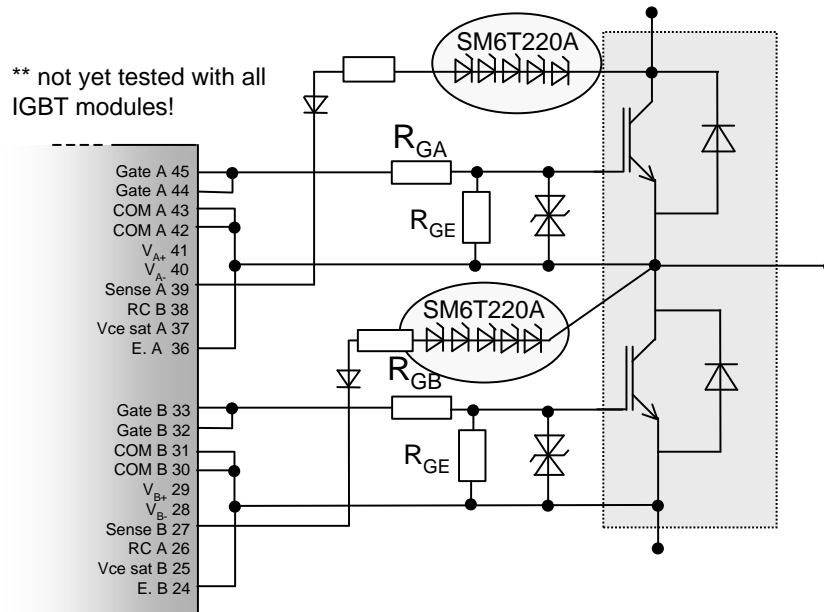 SM6T220A
** not yet tested with all
IGBT modules!
RGA
Gate A 45
Gate A 44
COM A 43
COM A 42
VA+ 41
VA- 40
Sense A 39
RC B 38
Vce sat A 37
E. A 36
RGE
SM6T220A
RGB
Gate B 33
Gate B 32
COM B 31
COM B 30
VB+ 29
VB- 28
Sense B 27
RC A 26
Vce sat B 25
E. B 24
RGE